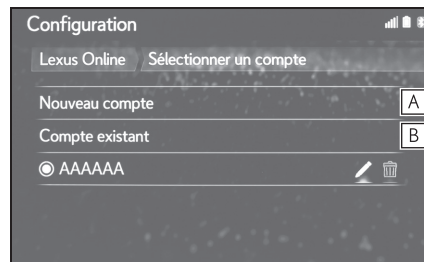 Configuration
Lexus Online Sélectionner un compte
Nouveau compte A
Compte existant B
AAAAAA